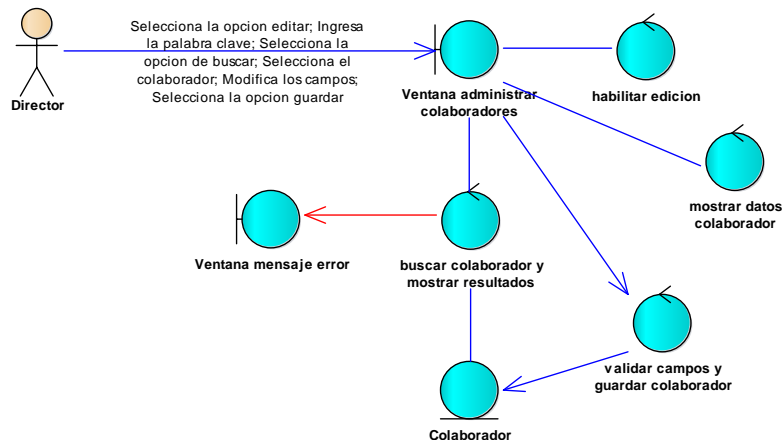 Selecciona la opcion editar; Ingresa
la palabra clave; Selecciona la
opcion de buscar; Selecciona el
colaborador; Modifica los campos;
Selecciona la opcion guardar
Director
Ventana administrar
colaboradores
habilitar edicion
mostrar datos
colaborador
Ventana mensaje error
buscar colaborador y
mostrar resultados
validar campos y
guardar colaborador
Colaborador